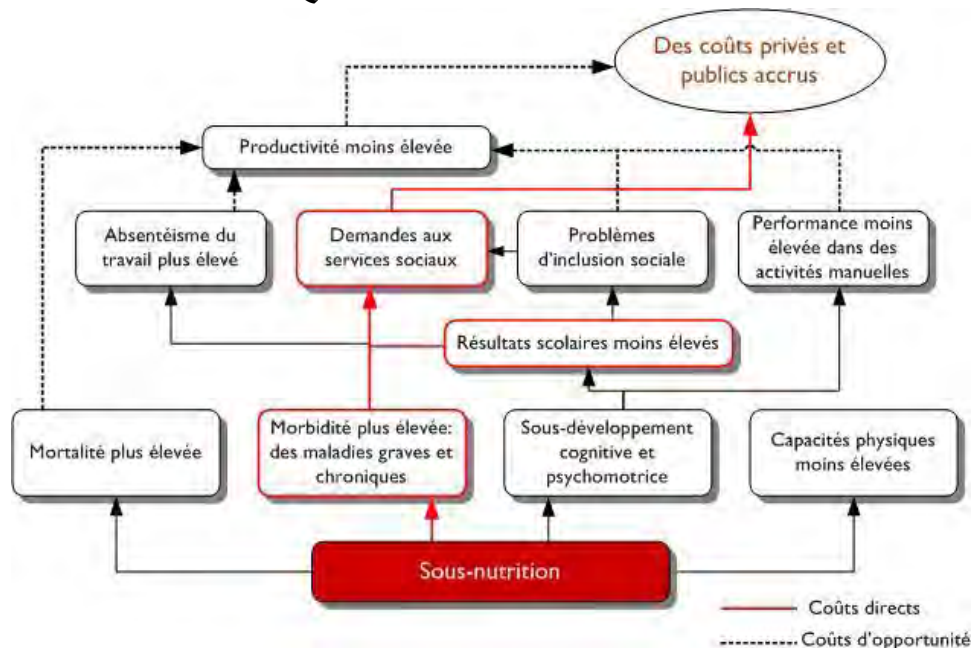 Des coûts privés et
publics accrus
Productivité moins élevée
Absentéisme du
travail plus élevé
Demandes aux
services sociaux
Problèmes
d'inclusion sociale
Performance moins
élevée dans des
activités manuelles
Résultats scolaires moins élevés
Mortalité plus élevée
Morbidité plus élevée:
des maladies graves et
chroniques
Sous-développement
cognitive et
psychomotrice
Capacités physiques
moins élevées
Sous-nutrition
Coûts directs
Coûts d'opportunité